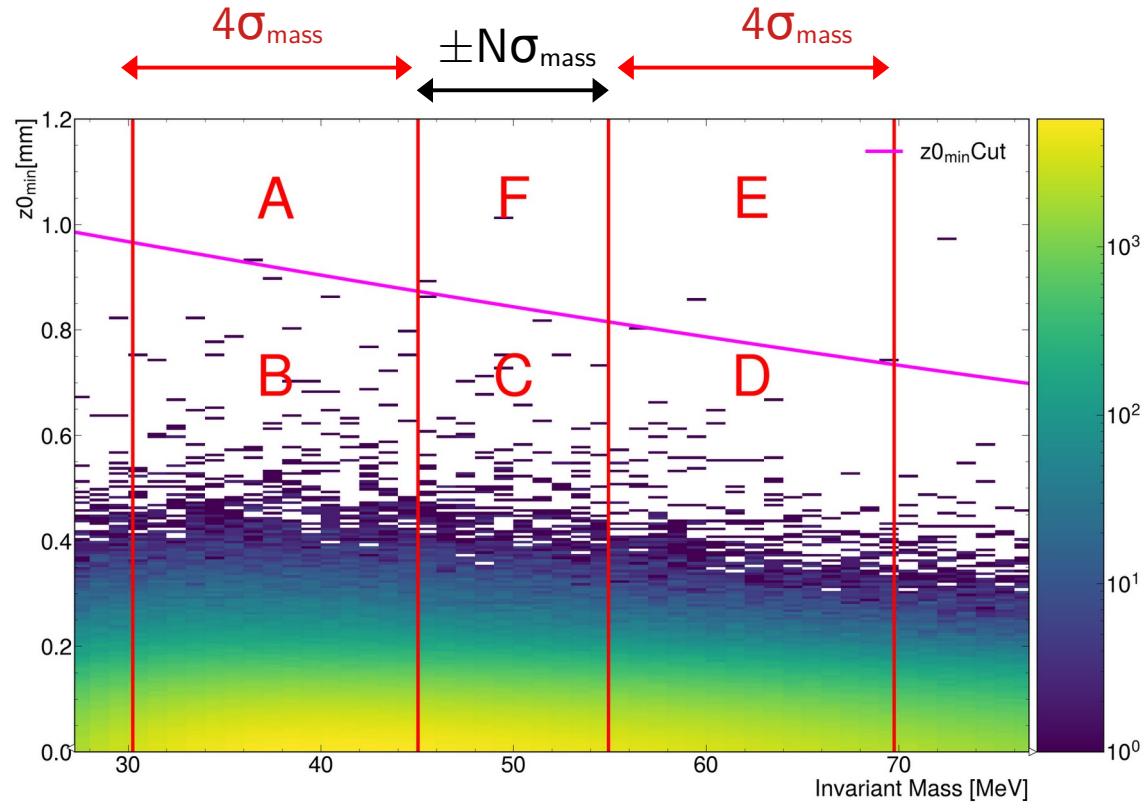 4σmass ±Nσmass 4σmass
z0min[mm]
1.2
1.0
0.8
0.6
0.4
0.2
0.0
z0minCut
A F E
B C D
30 40 50 60 70
Invariant Mass [MeV]
10³
10²
10¹
10⁰